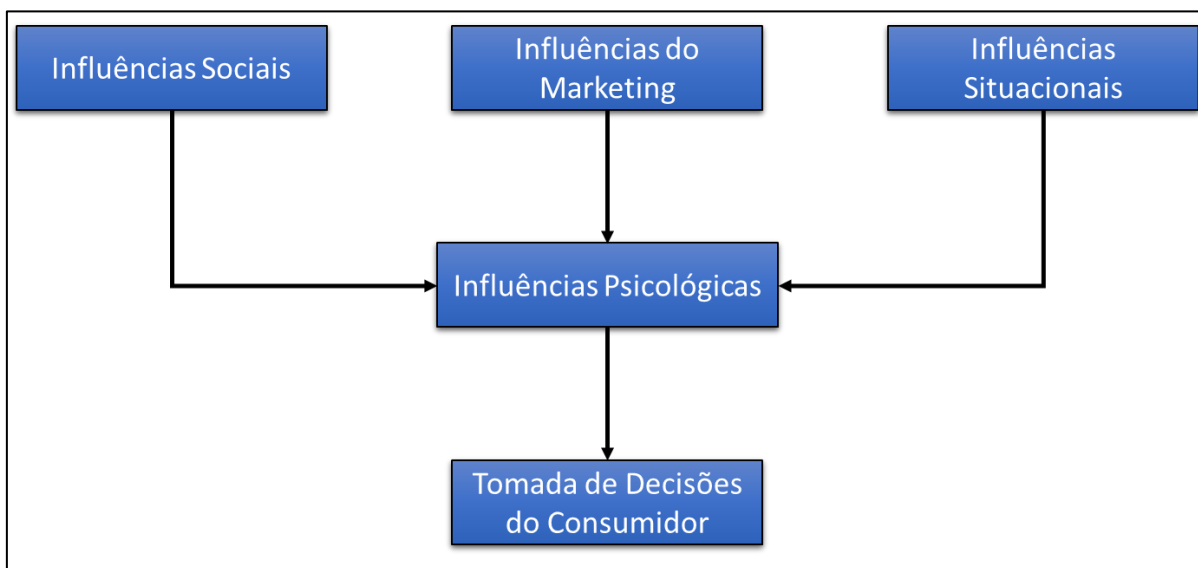 Influências Sociais
Influências do
Marketing
Influências
Situacionais
Influências Psicológicas
Tomada de Decisões
do Consumidor